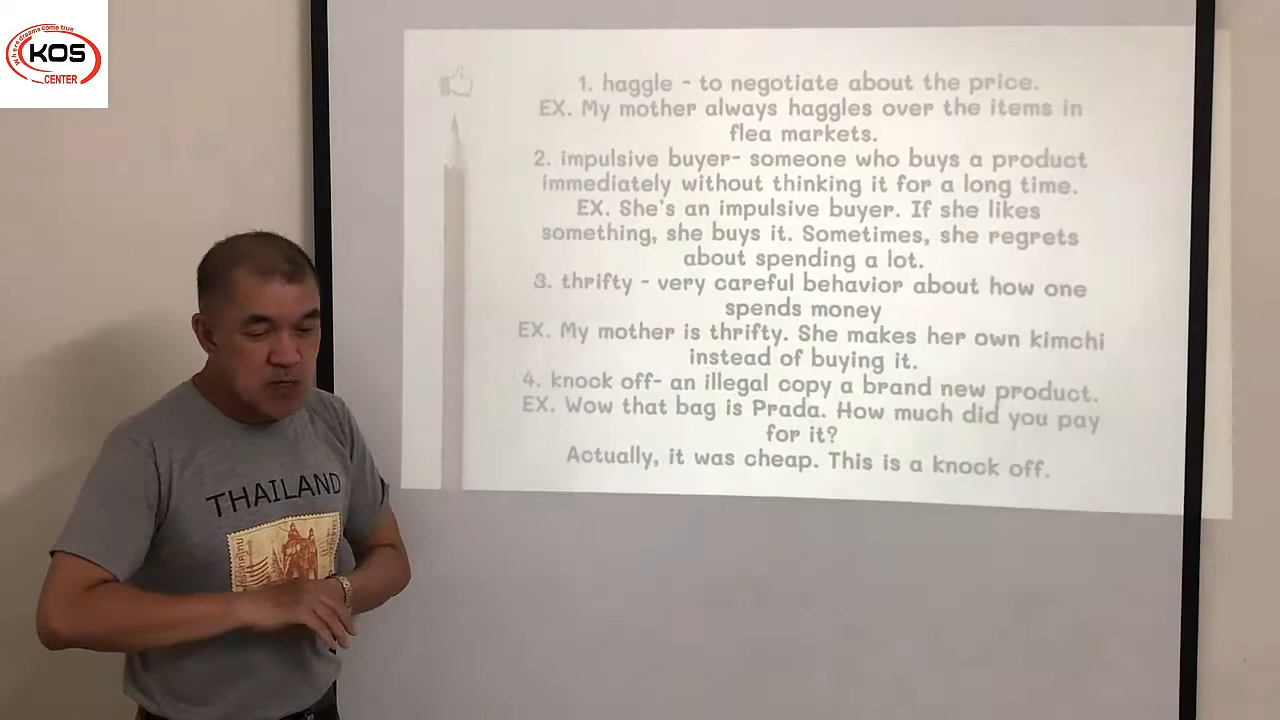 Where dreams come true
KOS
CENTER
1. haggle - to negotiate about the price.
EX. My mother always haggles over the items in
flea markets.
2. impulsive buyer- someone who buys a product
immediately without thinking it for a long time.
EX. She's an impulsive buyer. If she likes
something, she buys it. Sometimes, she regrets
about spending a lot.
3. thrifty - very careful behavior about how one
spends money
EX. My mother is thrifty. She makes her own kimchi
instead of buying it.
4. knock off- an illegal copy a brand new product.
EX. Wow that bag is Prada. How much did you pay
for it?
Actually, it was cheap. This is a knock off.
THAILAND